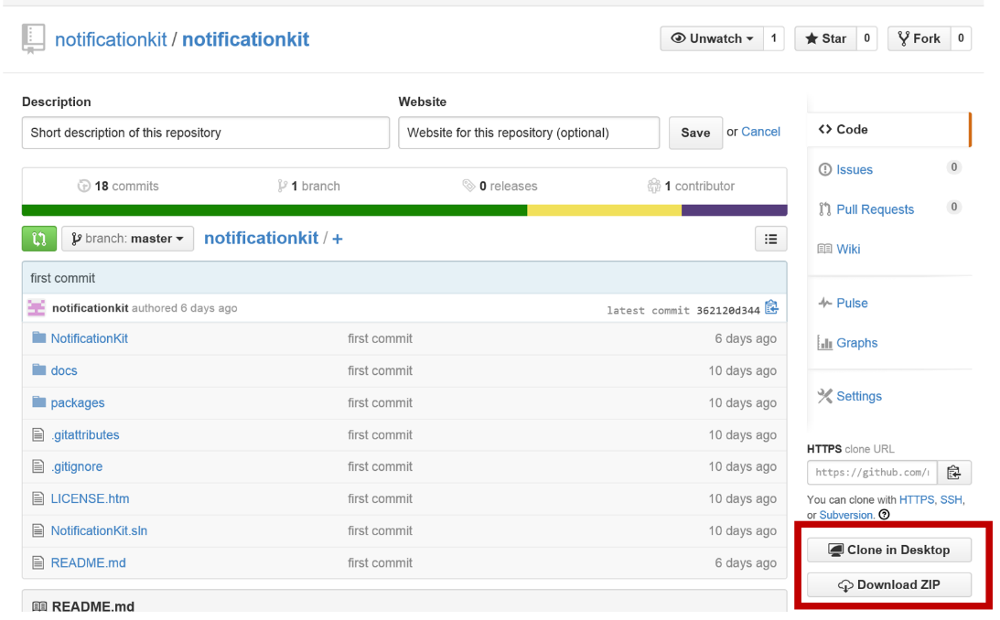 notificationkit / notificationkit
Unwatch 1 Star 0 Fork 0
Description Website
Short description of this repository Website for this repository (optional) Save or Cancel
18 commits 1 branch 0 releases 1 contributor
branch: master notificationkit / +
first commit
notificationkit authored 6 days ago latest commit 362120d344
NotificationKit first commit 6 days ago
docs first commit 10 days ago
packages first commit 10 days ago
.gitattributes first commit 10 days ago
.gitignore first commit 10 days ago
LICENSE.htm first commit 10 days ago
NotificationKit.sln first commit 10 days ago
README.md first commit 6 days ago
README.md
Code
Issues 0
Pull Requests 0
Wiki
Pulse
Graphs
Settings
HTTPS clone URL
https://github.com/
You can clone with HTTPS, SSH,
or Subversion.
Clone in Desktop
Download ZIP